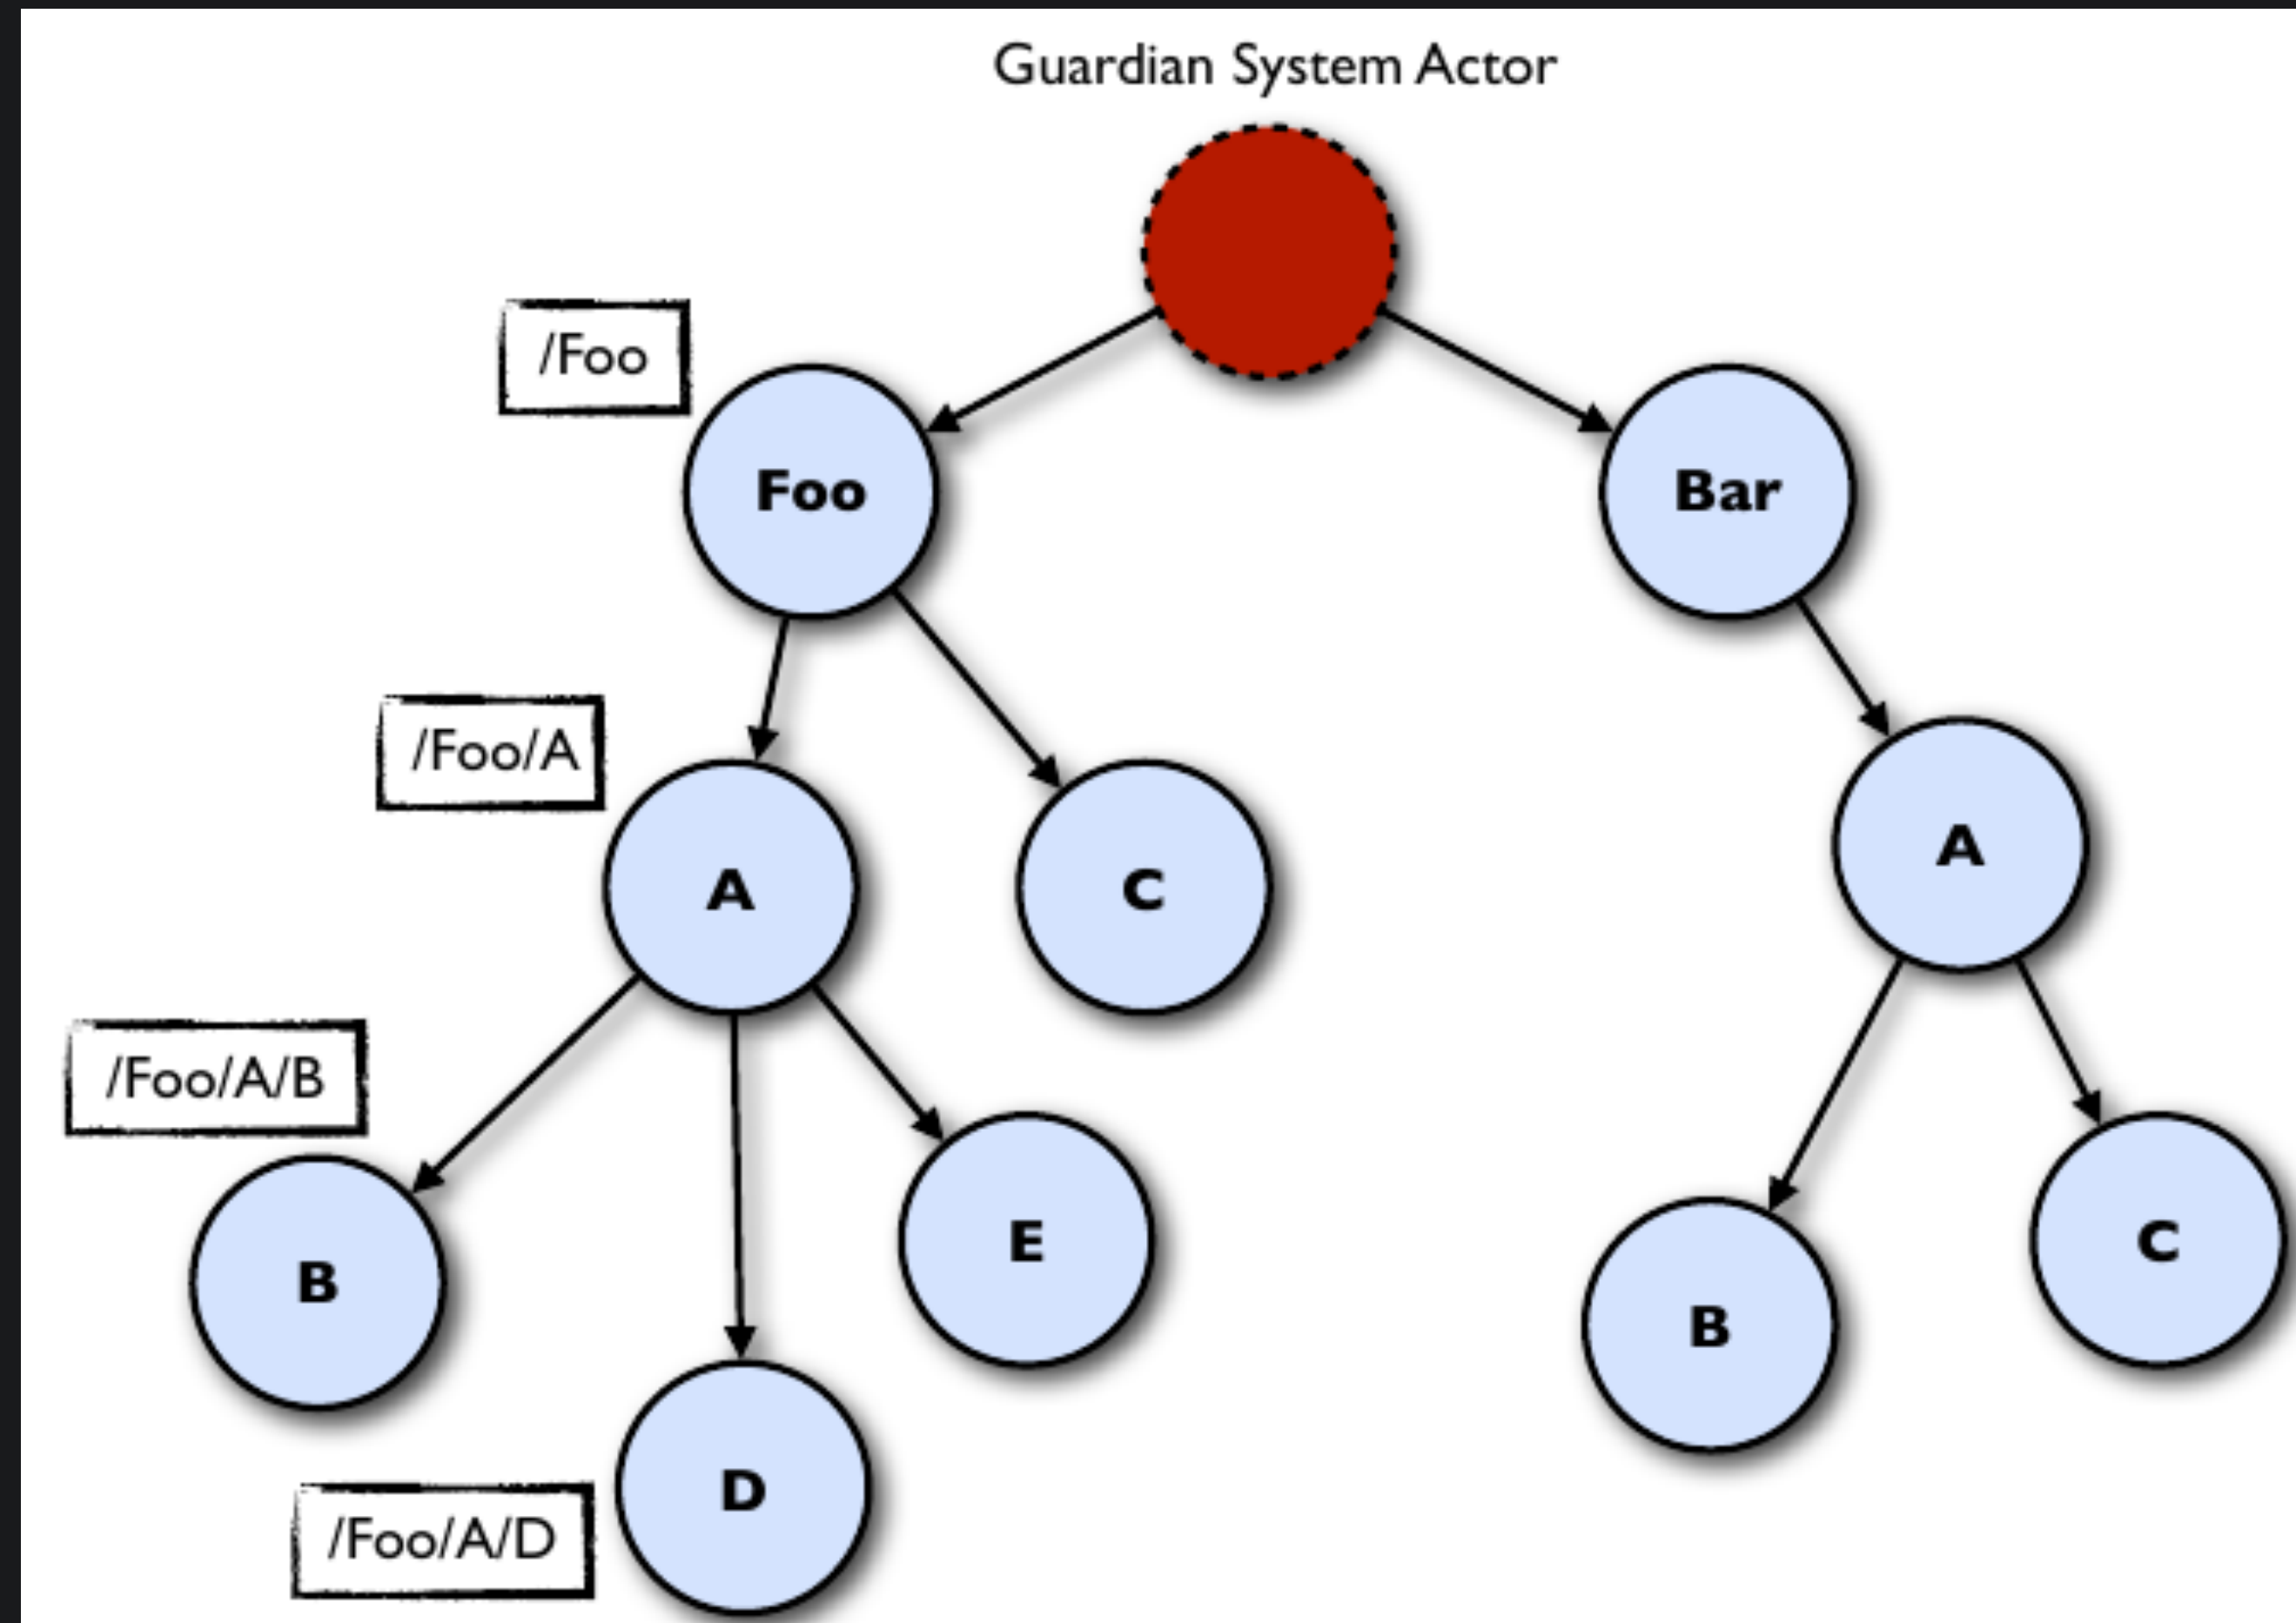 Guardian System Actor
/Foo
Foo
Bar
/Foo/A
A
C
A
/Foo/A/B
B
E
B
C
D
/Foo/A/D